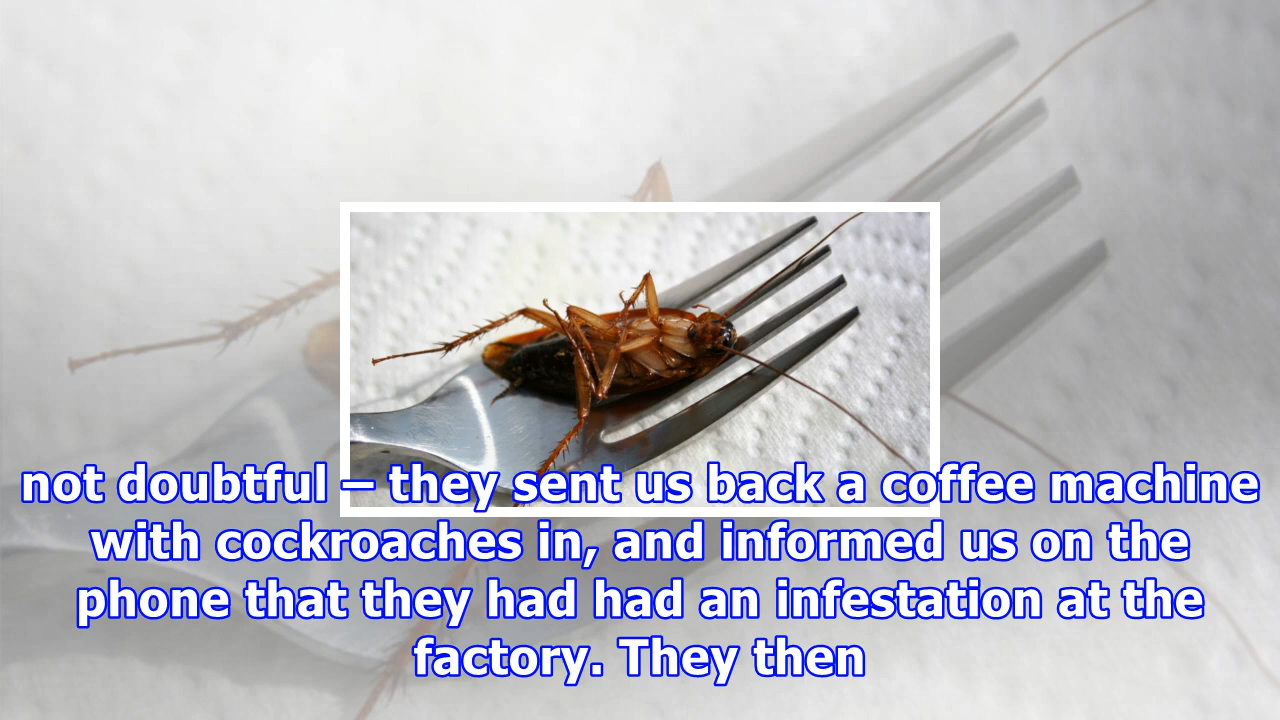 not doubtful – they sent us back a coffee machine
with cockroaches in, and informed us on the
phone that they had had an infestation at the
factory. They then